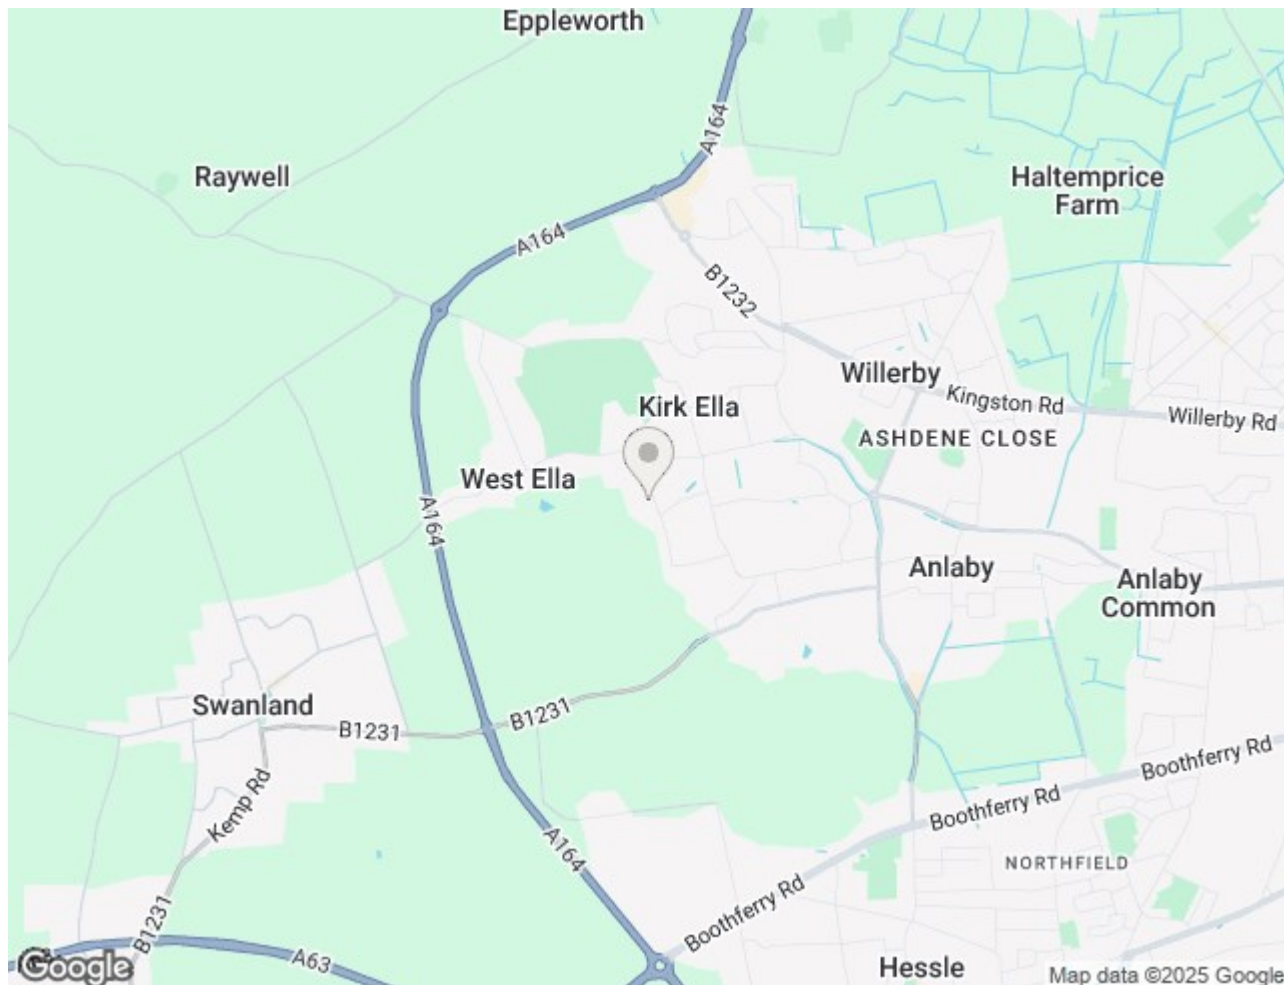 Eppleworth
A164
Raywell
Haltemprice
Farm
A164
B1232
Willerby
Kingston Rd
Willerby Rd
Kirk Ella
ASHDENE CLOSE
West Ella
A164
Anlaby
Anlaby
Common
Swanland
B1231
B1231
Boothferry Rd
Kemp Rd
Boothferry Rd
A164
NORTHFIELD
Boothferry Rd
B1231
A63
Hessle
Google
Map data ©2025 Google